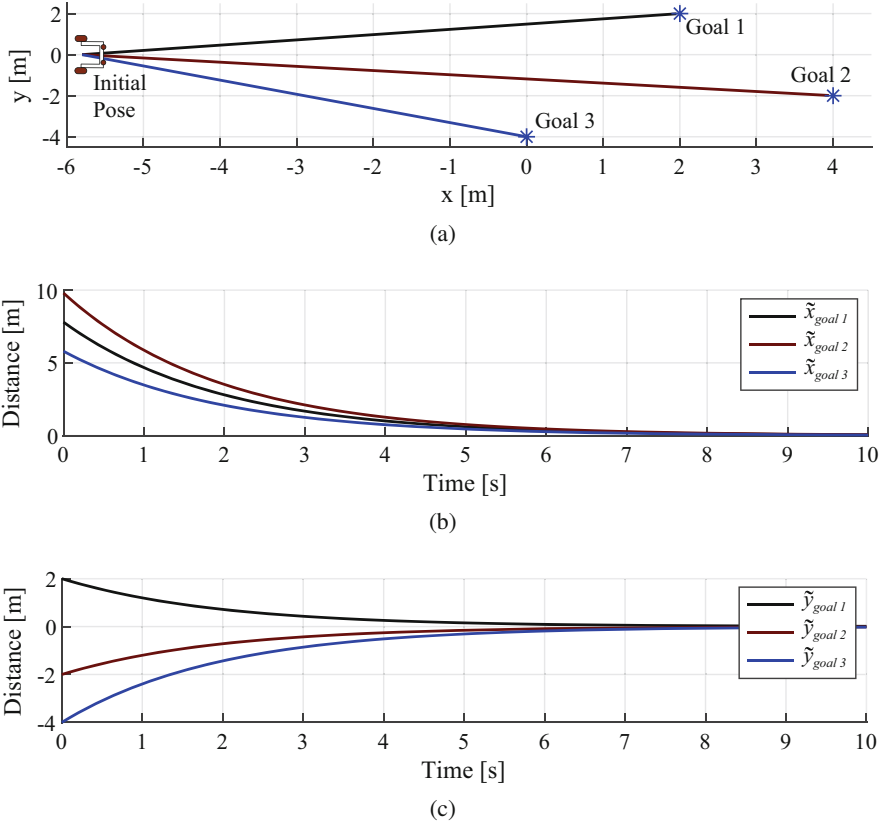 2
0
-2
-4
y [m]
Goal 1
Goal 2
Goal 3
Initial
Pose
-6 -5 -4 -3 -2 -1 0 1 2 3 4
x [m]
(a)
10
5
0
Distance [m]
x̃goal 1
x̃goal 2
x̃goal 3
0 1 2 3 4 5 6 7 8 9 10
Time [s]
(b)
2
0
-2
-4
Distance [m]
ỹgoal 1
ỹgoal 2
ỹgoal 3
0 1 2 3 4 5 6 7 8 9 10
Time [s]
(c)